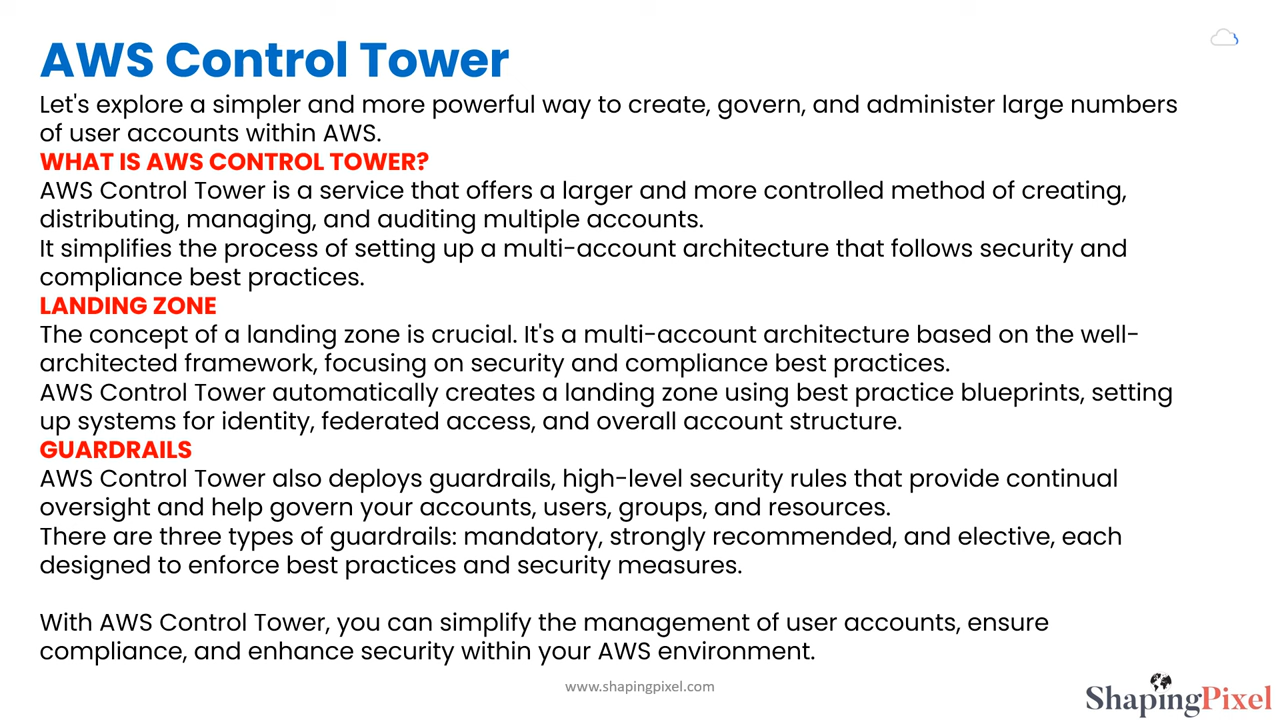 AWS Control Tower
Let's explore a simpler and more powerful way to create, govern, and administer large numbers
of user accounts within AWS.
WHAT IS AWS CONTROL TOWER?
AWS Control Tower is a service that offers a larger and more controlled method of creating,
distributing, managing, and auditing multiple accounts.
It simplifies the process of setting up a multi-account architecture that follows security and
compliance best practices.
LANDING ZONE
The concept of a landing zone is crucial. It's a multi-account architecture based on the well-
architected framework, focusing on security and compliance best practices.
AWS Control Tower automatically creates a landing zone using best practice blueprints, setting
up systems for identity, federated access, and overall account structure.
GUARDRAILS
AWS Control Tower also deploys guardrails, high-level security rules that provide continual
oversight and help govern your accounts, users, groups, and resources.
There are three types of guardrails: mandatory, strongly recommended, and elective, each
designed to enforce best practices and security measures.
With AWS Control Tower, you can simplify the management of user accounts, ensure
compliance, and enhance security within your AWS environment.
www.shapingpixel.com
ShapingPixel